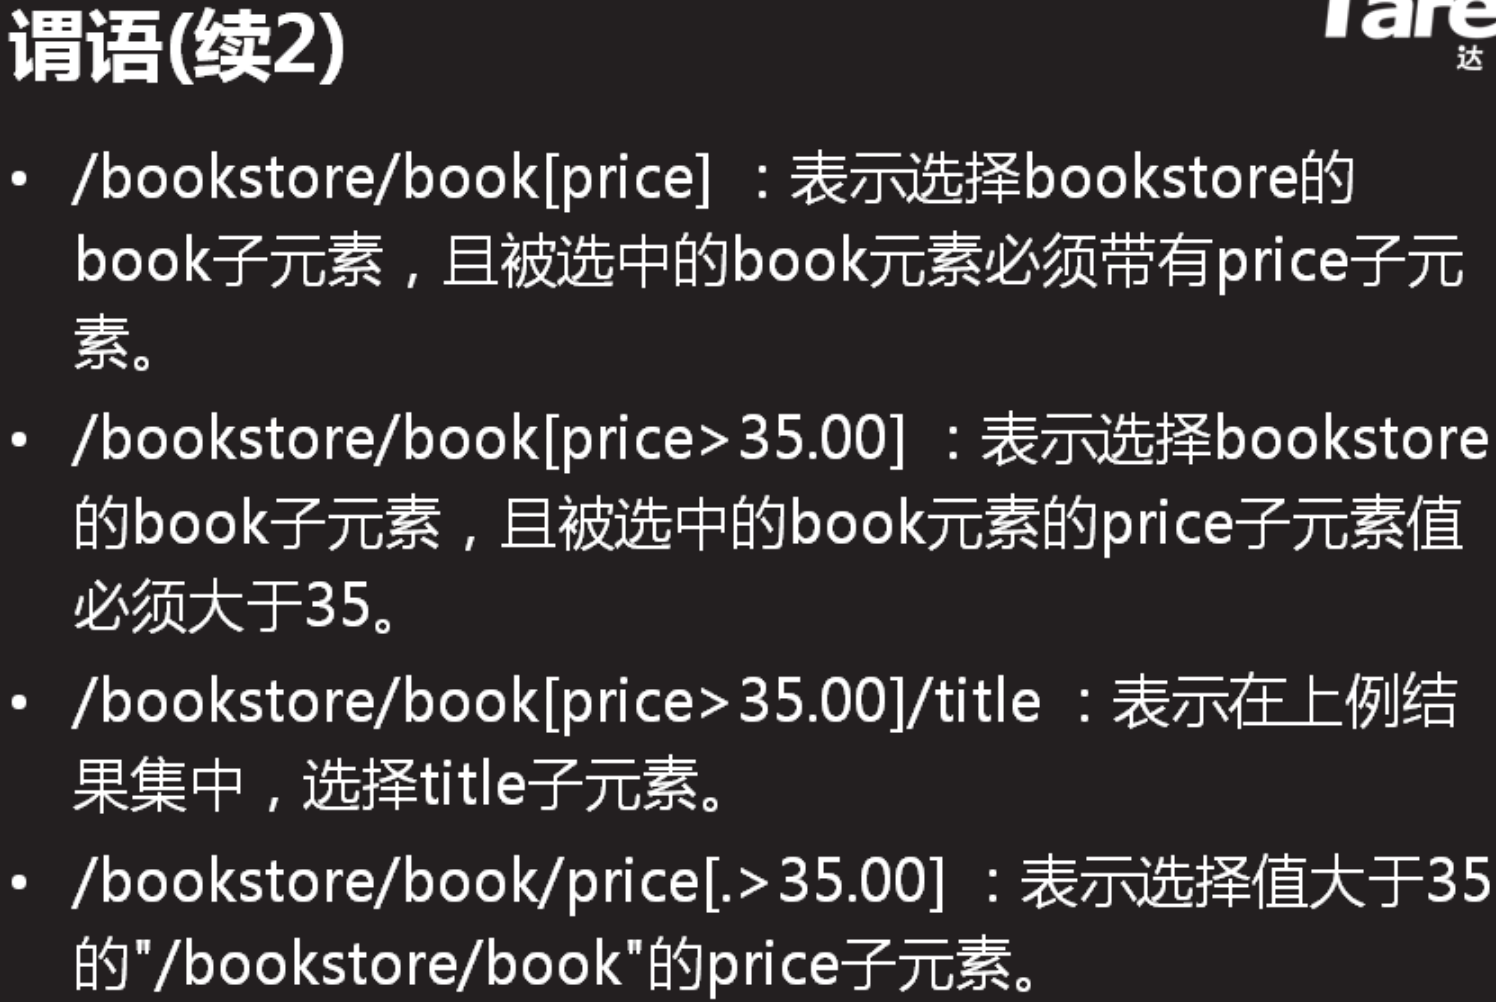 谓语(续2)
Tare
达
• /bookstore/book[price] ：表示选择bookstore的
book子元素，且被选中的book元素必须带有price子元
素。
• /bookstore/book[price>35.00] ：表示选择bookstore
的book子元素，且被选中的book元素的price子元素值
必须大于35。
• /bookstore/book[price>35.00]/title ：表示在上例结
果集中，选择title子元素。
• /bookstore/book/price[.>35.00] ：表示选择值大于35
的"/bookstore/book"的price子元素。